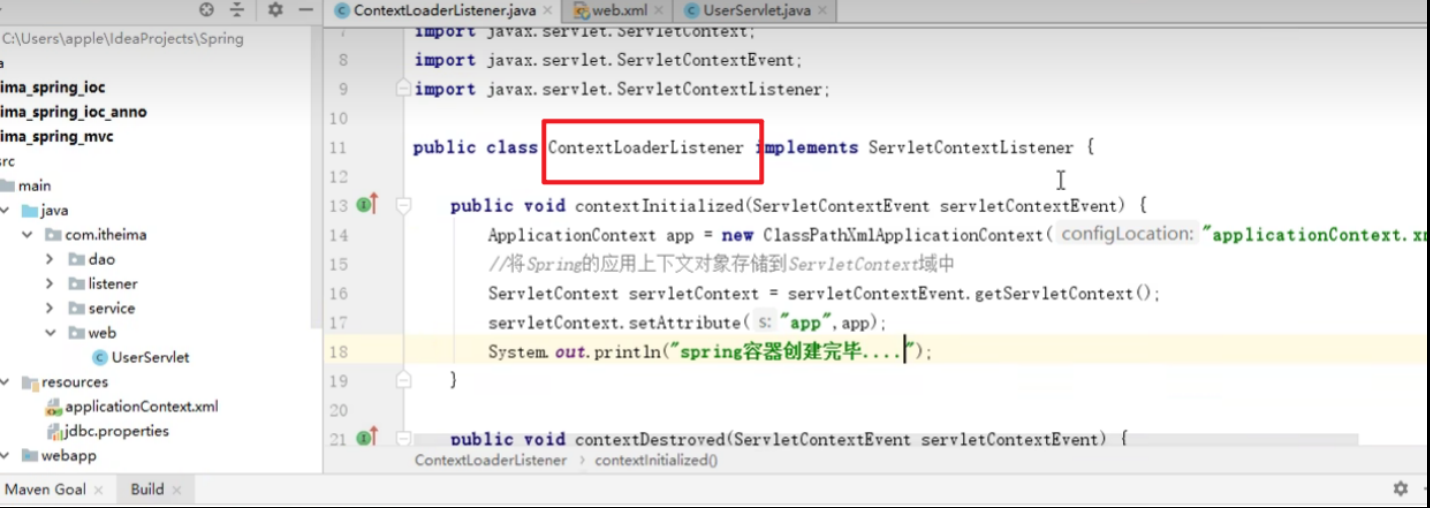 ContextLoaderListener.java
web.xml
UserServlet.java
C:\Users\apple\IdeaProjects\Spring
a
ima_spring_ioc
ima_spring_ioc_anno
ima_spring_mvc
src
main
java
com.itheima
dao
listener
service
web
UserServlet
resources
applicationContext.xml
jdbc.properties
webapp
7 import javax.servlet.ServletContext;
8 import javax.servlet.ServletContextEvent;
9 import javax.servlet.ServletContextListener;
10
11 public class ContextLoaderListener implements ServletContextListener {
12
13 public void contextInitialized(ServletContextEvent servletContextEvent) {
14 ApplicationContext app = new ClassPathXmlApplicationContext( configLocation: "applicationContext.xm
15 //将Spring的应用上下文对象存储到ServletContext域中
16 ServletContext servletContext = servletContextEvent.getServletContext();
17 servletContext.setAttribute( s: "app",app);
18 System.out.println("spring容器创建完毕....");
19 }
20
21 public void contextDestroyed(ServletContextEvent servletContextEvent) {
ContextLoaderListener › contextInitialized()
Maven Goal
Build